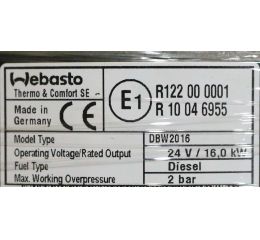 Webasto
Thermo & Comfort SE
Made in Germany
CE
E1
R122 00 0001
R 10 04 6955
Model Type DBW2016
Operating Voltage/Rated Output 24 V / 16,0 kW
Fuel Type Diesel
Max. Working Overpressure 2 bar